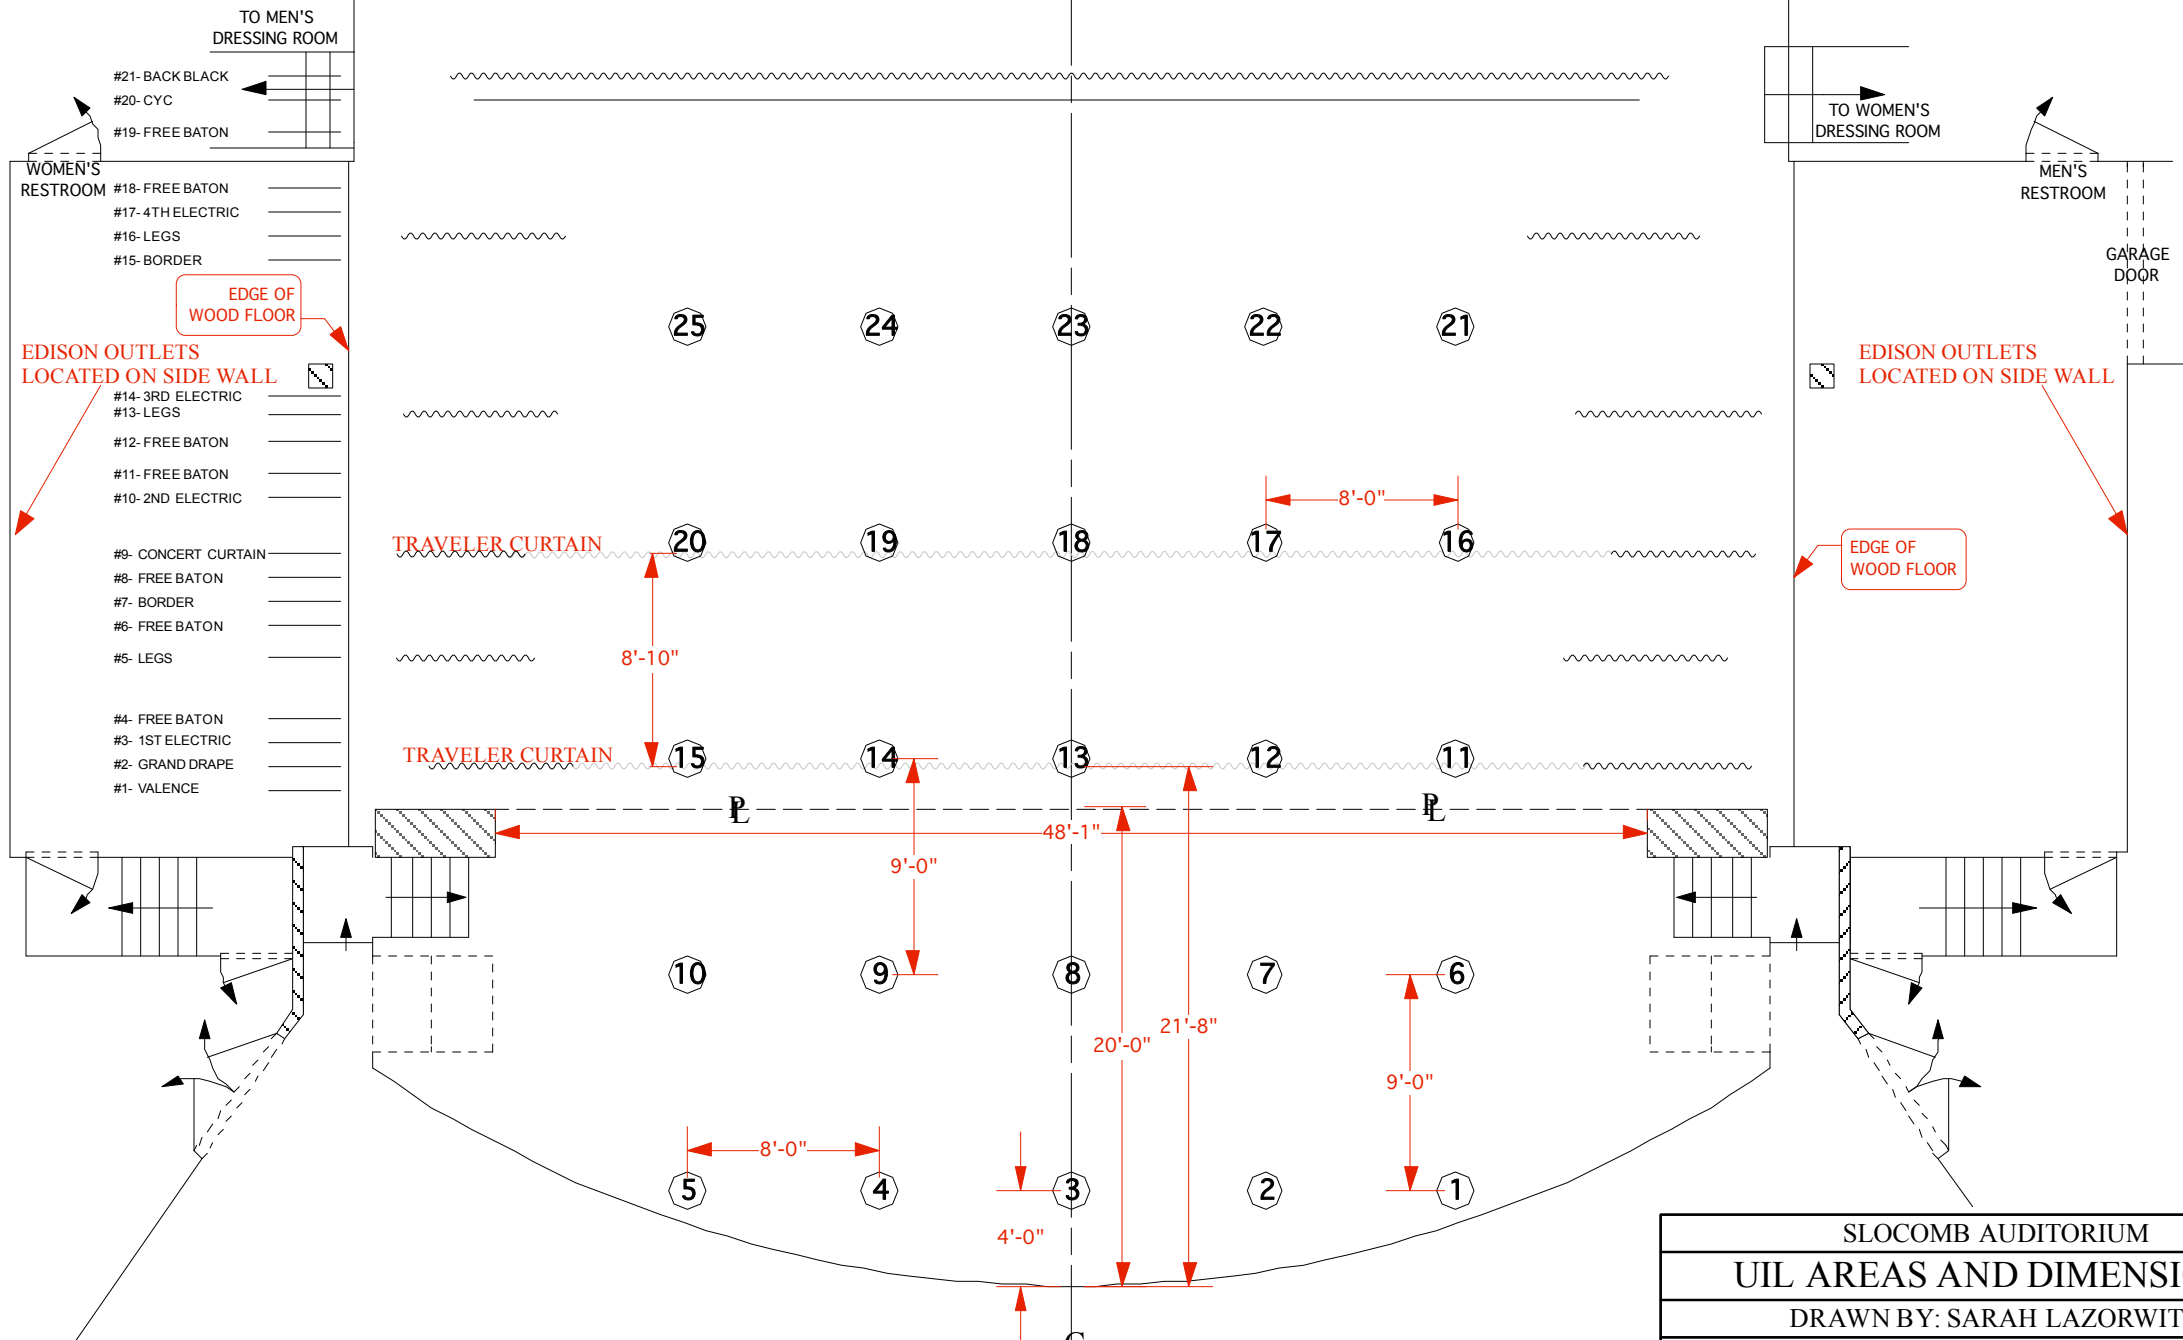 TO MEN'S
DRESSING ROOM
#21- BACK BLACK
#20- CYC
#19- FREE BATON
WOMEN'S
RESTROOM
#18- FREE BATON
#17- 4TH ELECTRIC
#16- LEGS
#15- BORDER
EDGE OF
WOOD FLOOR
EDISON OUTLETS
LOCATED ON SIDE WALL
#14- 3RD ELECTRIC
#13- LEGS
#12- FREE BATON
#11- FREE BATON
#10- 2ND ELECTRIC
#9- CONCERT CURTAIN
#8- FREE BATON
#7- BORDER
#6- FREE BATON
#5- LEGS
#4- FREE BATON
#3- 1ST ELECTRIC
#2- GRAND DRAPE
#1- VALENCE
TO WOMEN'S
DRESSING ROOM
MEN'S
RESTROOM
GARAGE
DOOR
EDISON OUTLETS
LOCATED ON SIDE WALL
EDGE OF
WOOD FLOOR
25 24 23 22 21
8'-0"
TRAVELER CURTAIN
20 19 18 17 16
8'-10"
TRAVELER CURTAIN
15 14 13 12 11
PL PL
48'-1"
9'-0"
10 9 8 7 6
21'-8"
20'-0"
9'-0"
8'-0"
5 4 3 2 1
4'-0"
SLOCOMB AUDITORIUM
UIL AREAS AND
DRAWN BY: SARAH